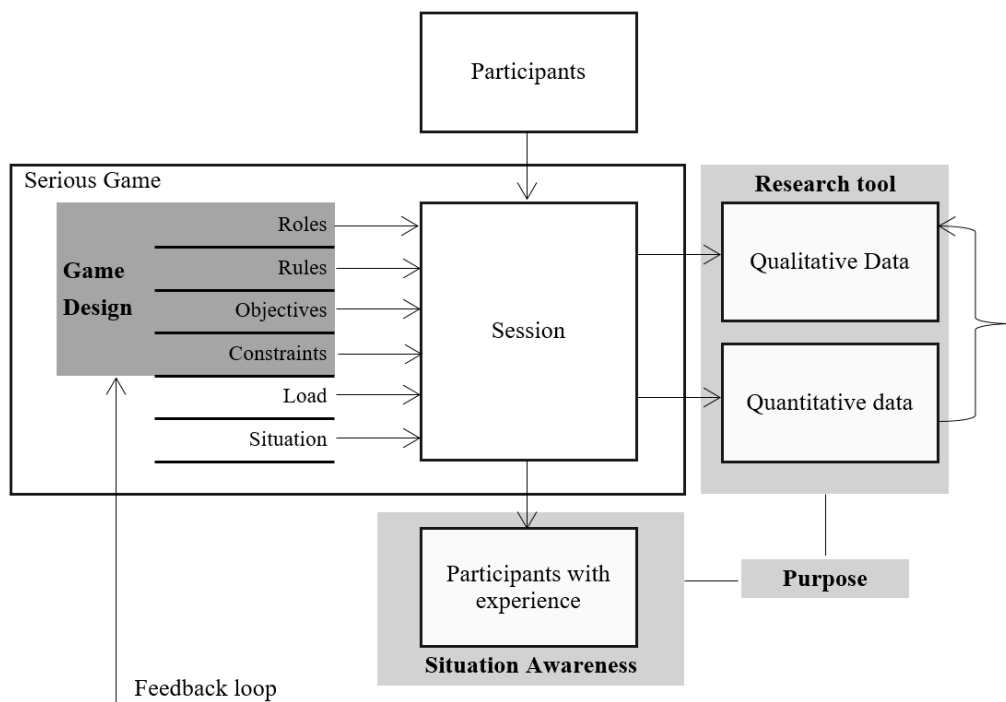 Participants
Serious Game
Research tool
Game
Design
Roles
Rules
Objectives
Constraints
Load
Situation
Session
Qualitative Data
Quantitative data
Participants with
experience
Situation Awareness
Purpose
Feedback loop